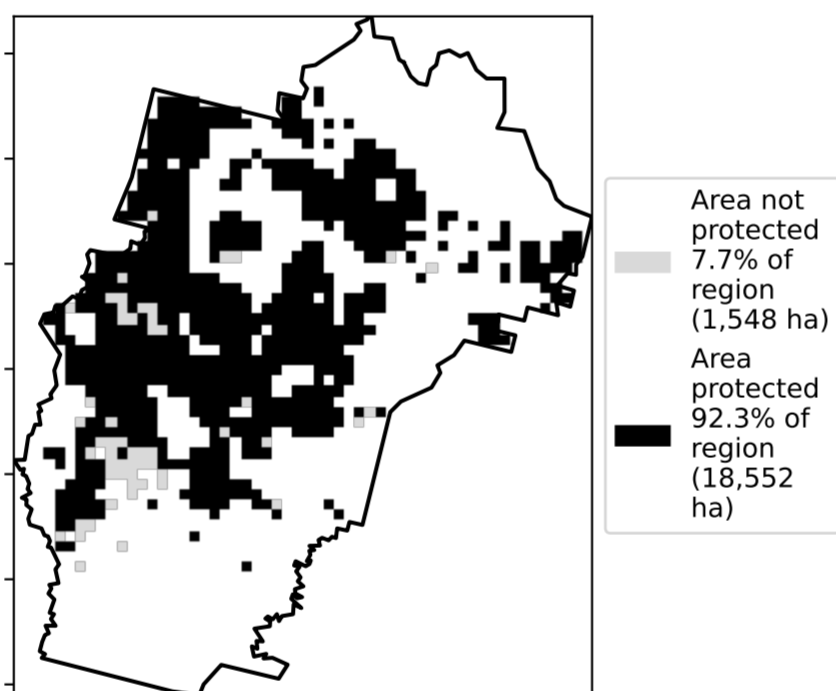 Area not
protected
7.7% of
region
(1,548 ha)
Area
protected
92.3% of
region
(18,552
ha)